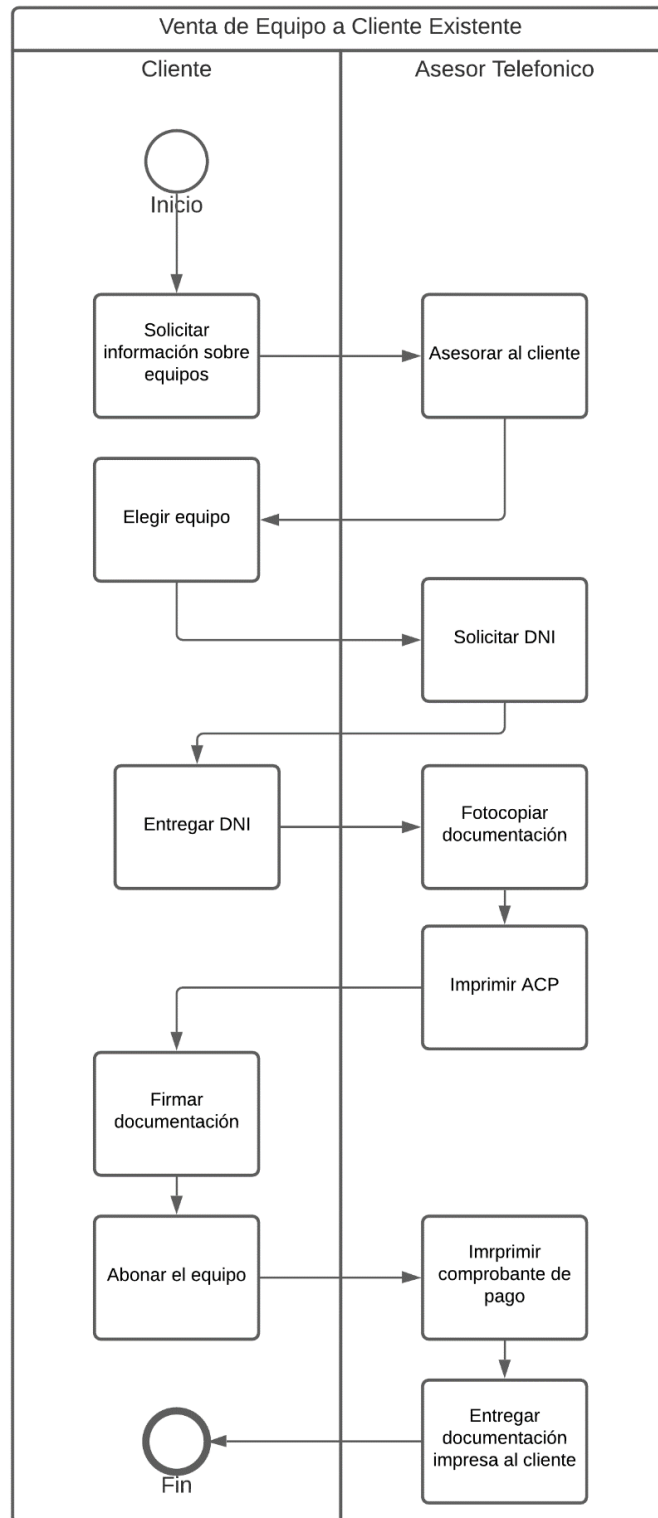 Venta de Equipo a Cliente Existente
Cliente
Asesor Telefonico
Inicio
Solicitar
información sobre
equipos
Asesorar al cliente
Elegir equipo
Solicitar DNI
Entregar DNI
Fotocopiar
documentación
Imprimir ACP
Firmar
documentación
Abonar el equipo
Imrprimir
comprobante de
pago
Entregar
documentación
impresa al cliente
Fin